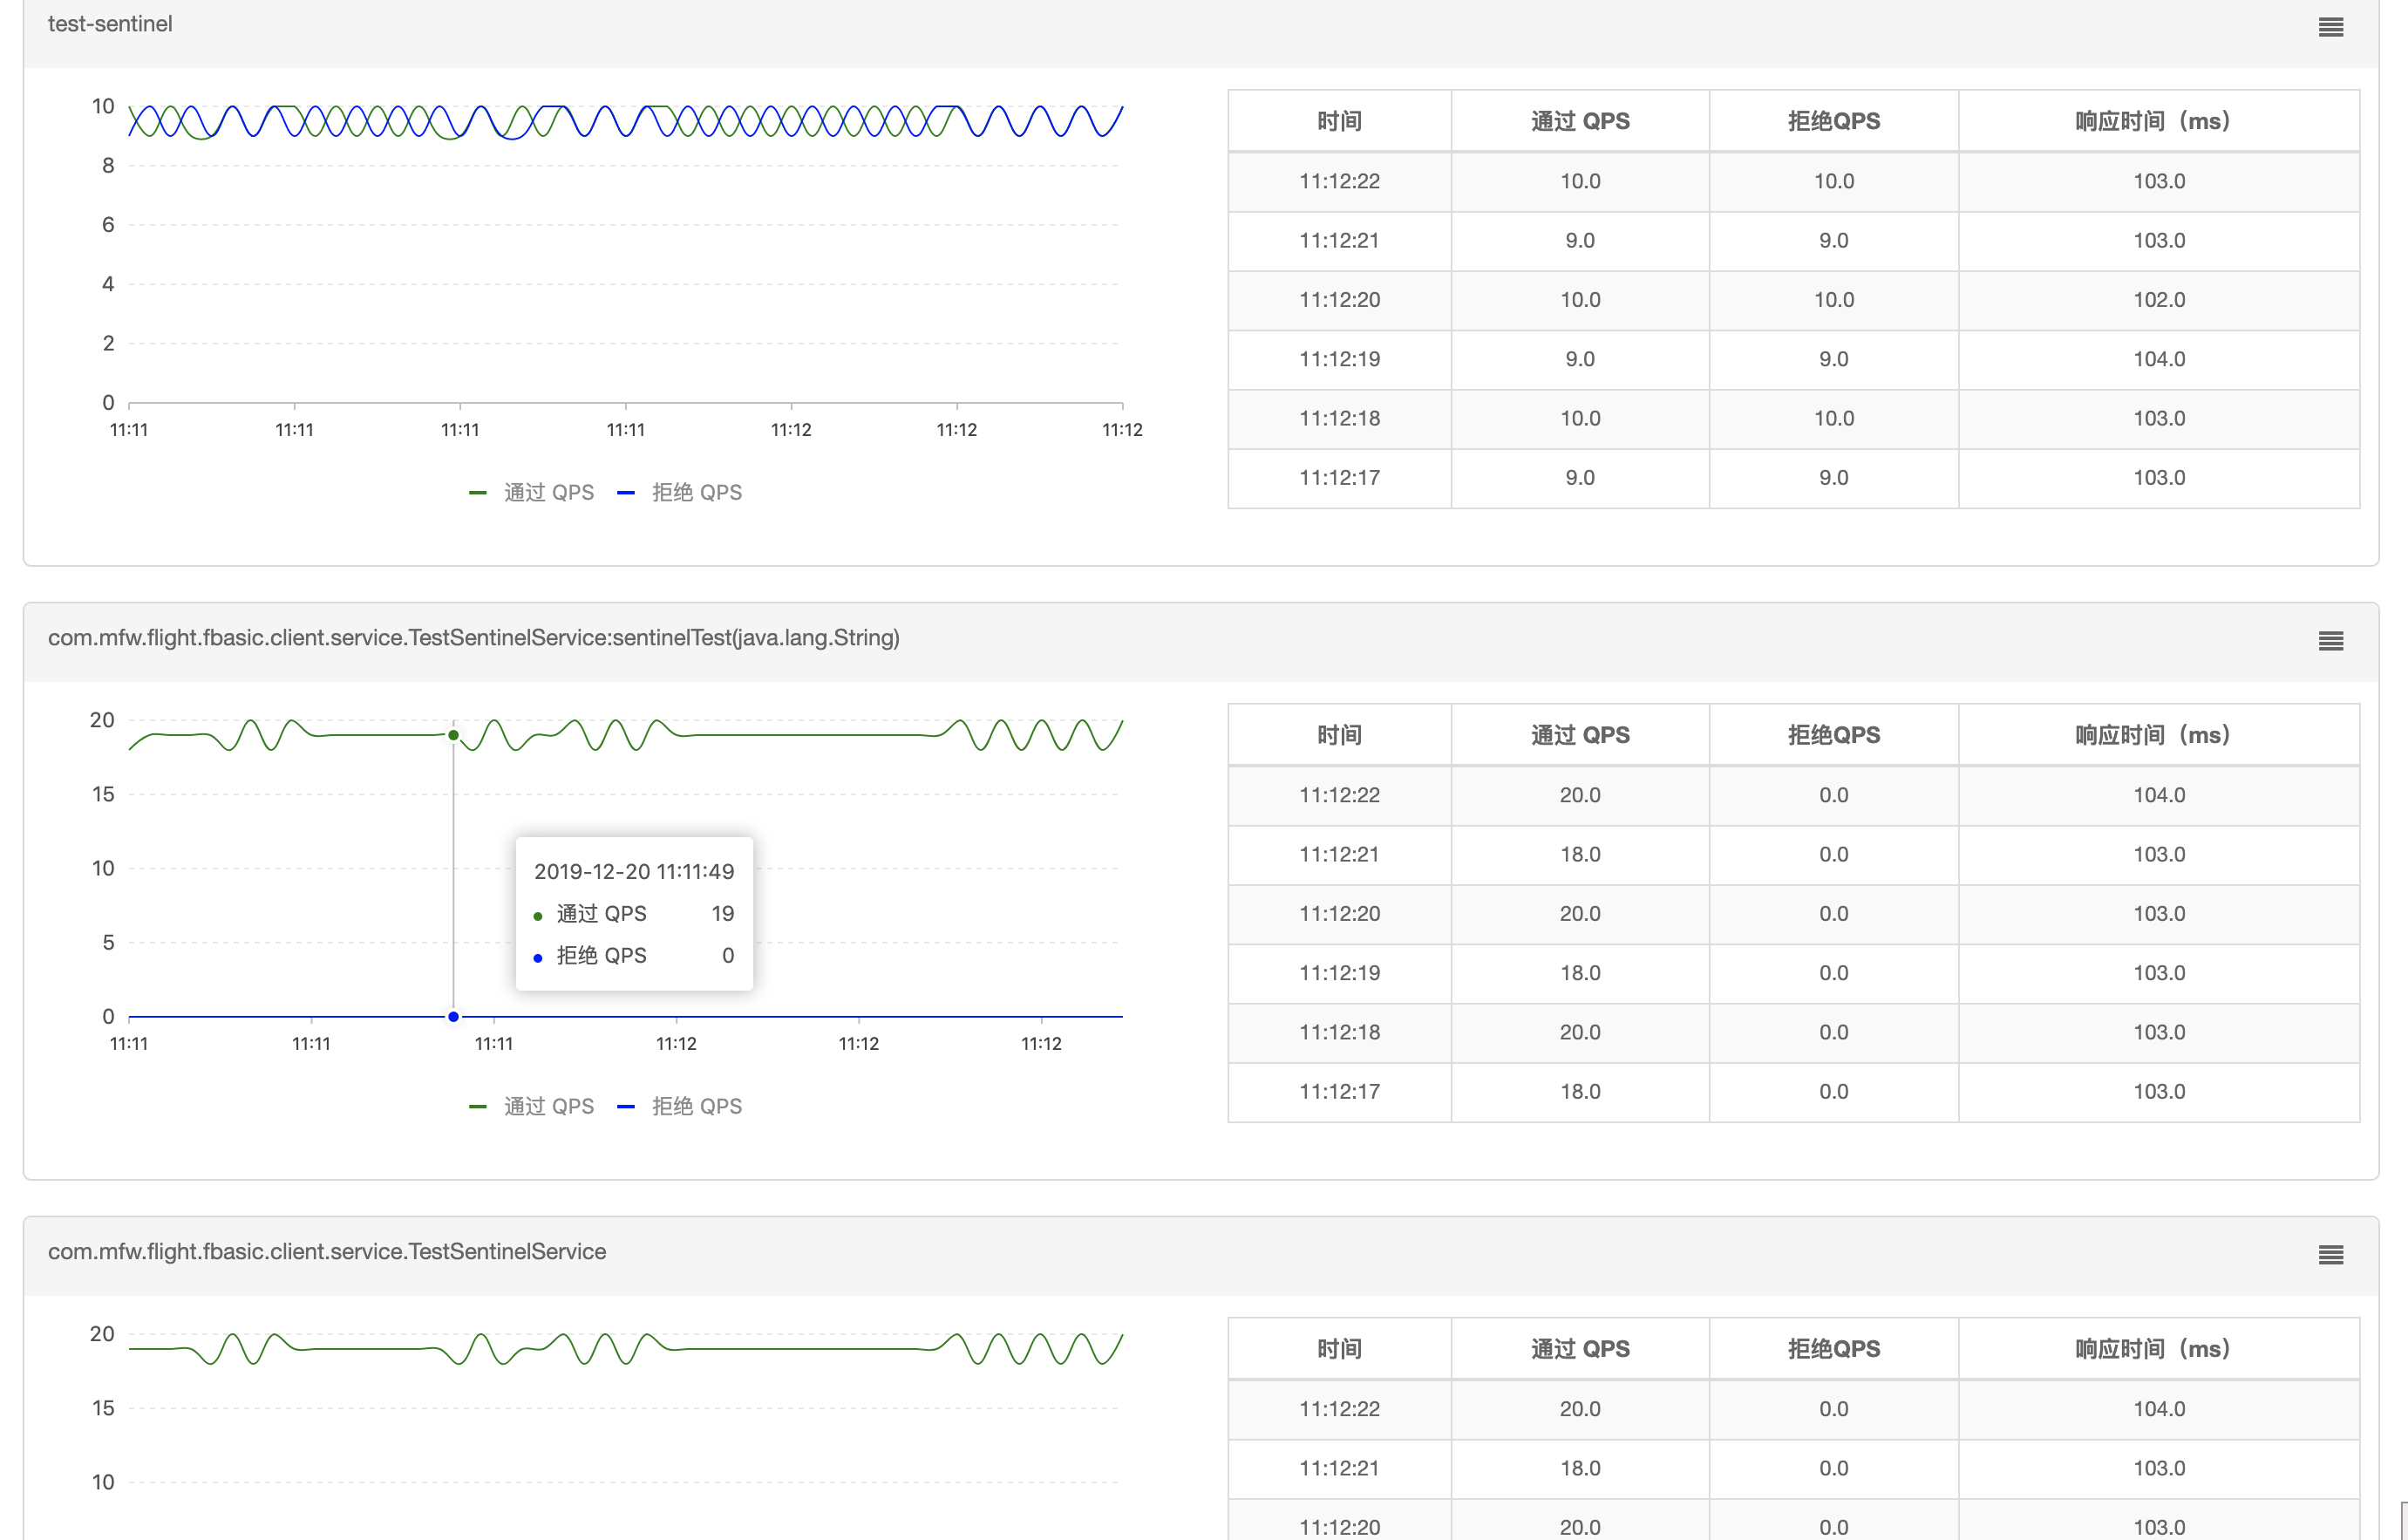 test-sentinel
10
8
6
4
2
0
11:11 11:11 11:11 11:11 11:12 11:12 11:12
通过 QPS 拒绝 QPS
时间 通过 QPS 拒绝QPS 响应时间（ms）
11:12:22 10.0 10.0 103.0
11:12:21 9.0 9.0 103.0
11:12:20 10.0 10.0 102.0
11:12:19 9.0 9.0 104.0
11:12:18 10.0 10.0 103.0
11:12:17 9.0 9.0 103.0
com.mfw.flight.fbasic.client.service.TestSentinelService:sentinelTest(java.lang.String)
20
15
10
5
0
11:11 11:11 11:11 11:12 11:12 11:12
2019-12-20 11:11:49
通过 QPS 19
拒绝 QPS 0
通过 QPS 拒绝 QPS
时间 通过 QPS 拒绝QPS 响应时间（ms）
11:12:22 20.0 0.0 104.0
11:12:21 18.0 0.0 103.0
11:12:20 20.0 0.0 103.0
11:12:19 18.0 0.0 103.0
11:12:18 20.0 0.0 103.0
11:12:17 18.0 0.0 103.0
com.mfw.flight.fbasic.client.service.TestSentinelService
20
15
10
时间 通过 QPS 拒绝QPS 响应时间（ms）
11:12:22 20.0 0.0 104.0
11:12:21 18.0 0.0 103.0
11:12:20 20.0 0.0 103.0